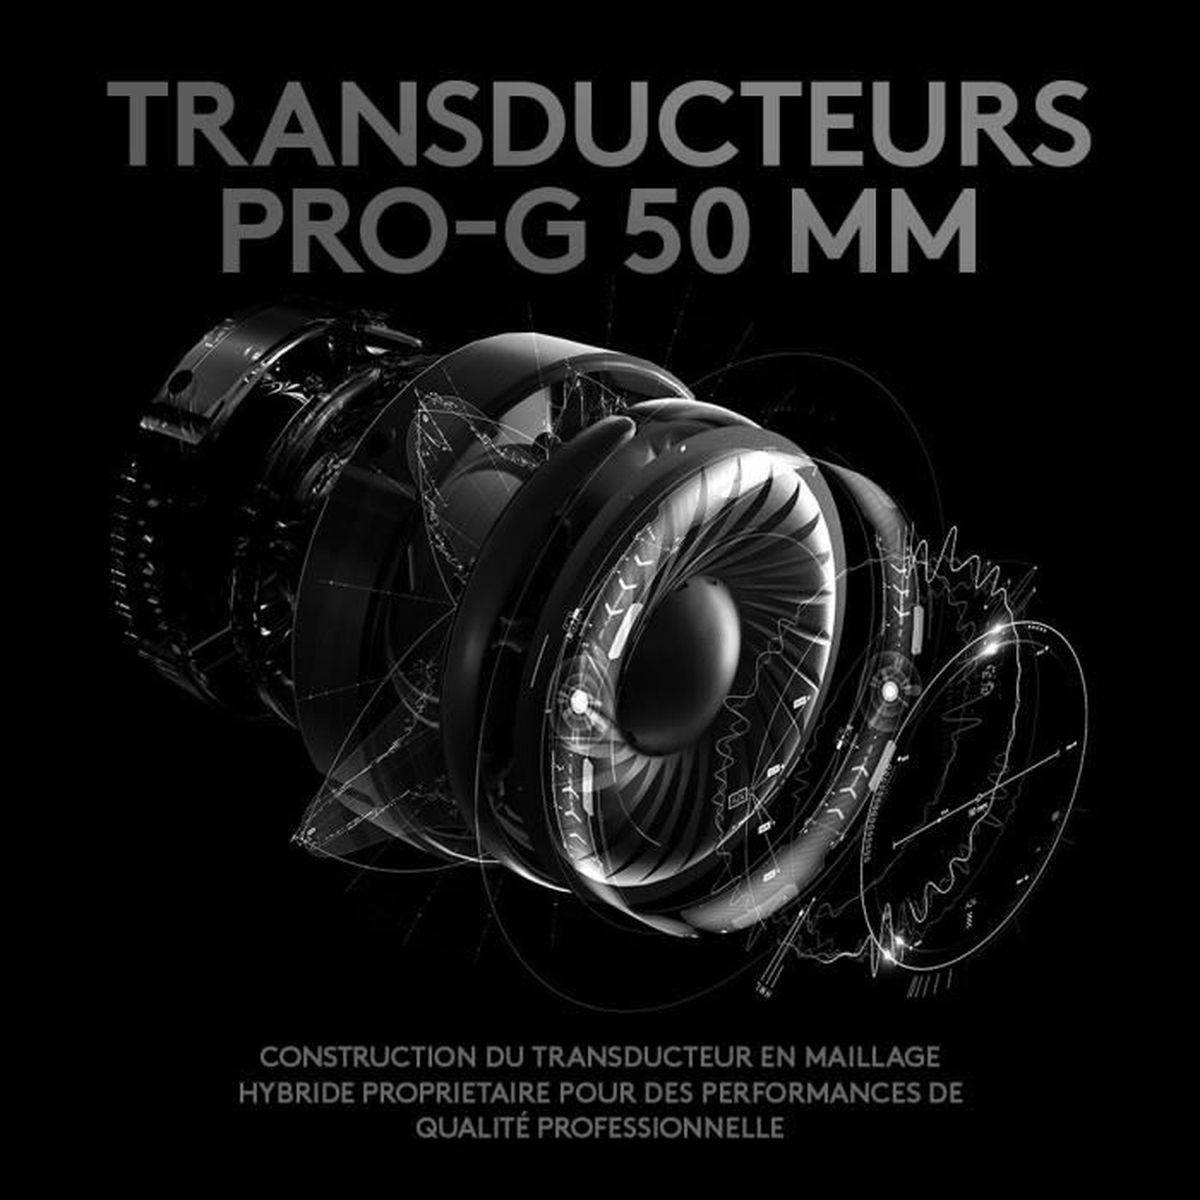 TRANSDUCTEURS
PRO-G 50 MM
CONSTRUCTION DU TRANSDUCTEUR EN MAILLAGE
HYBRIDE PROPRIETAIRE POUR DES PERFORMANCES DE
QUALITÉ PROFESSIONNELLE